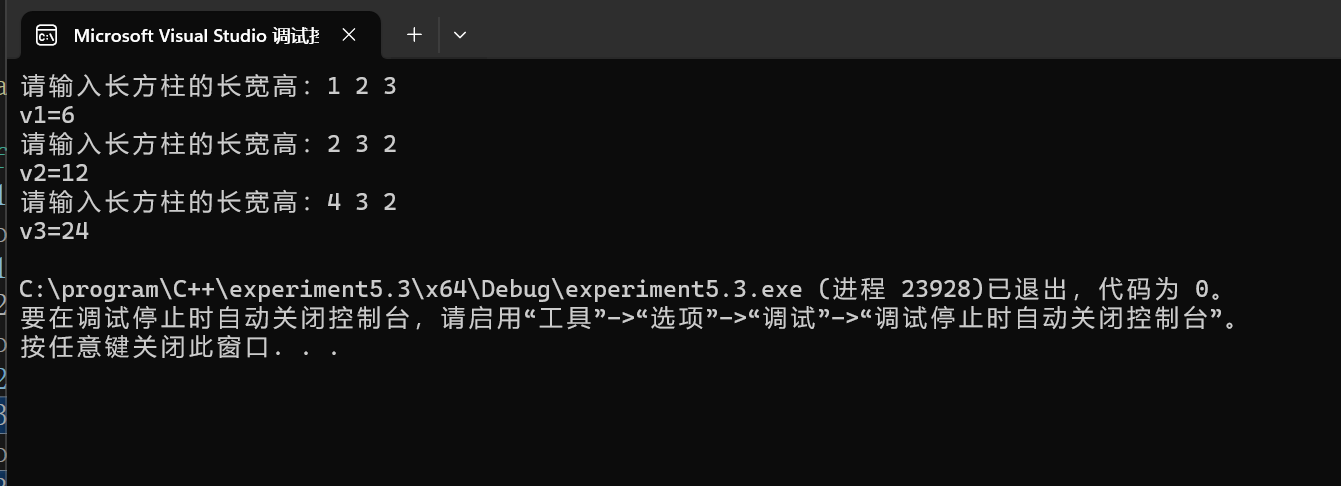 Microsoft Visual Studio 调试
请输入长方柱的长宽高：1 2 3
v1=6
请输入长方柱的长宽高：2 3 2
v2=12
请输入长方柱的长宽高：4 3 2
v3=24
C:\program\C++\experiment5.3\x64\Debug\experiment5.3.exe (进程 23928)已退出，代码为 0。
要在调试停止时自动关闭控制台，请启用“工具”->“选项”->“调试”->“调试停止时自动关闭控制台”。
按任意键关闭此窗口. . .